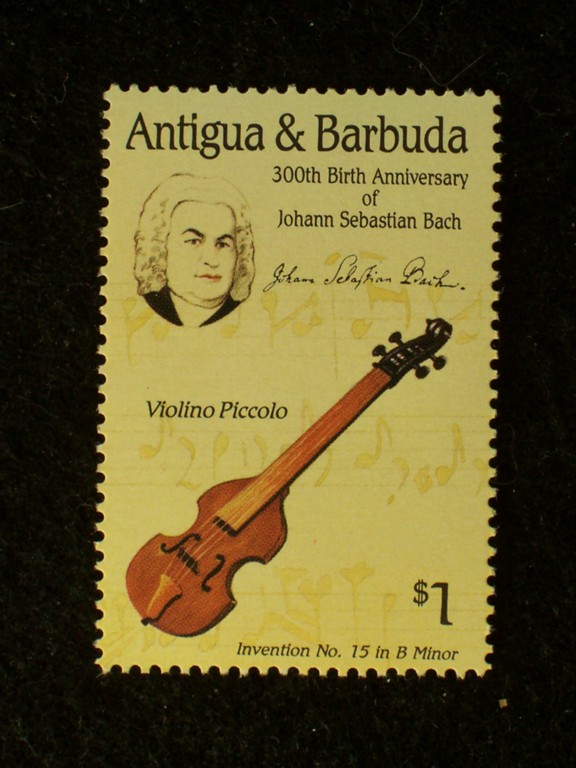 Antigua & Barbuda
300th Birth Anniversary
of
Johann Sebastian Bach
Johann Sebastian Bach.
Violino Piccolo
$1
Invention No. 15 in B Minor